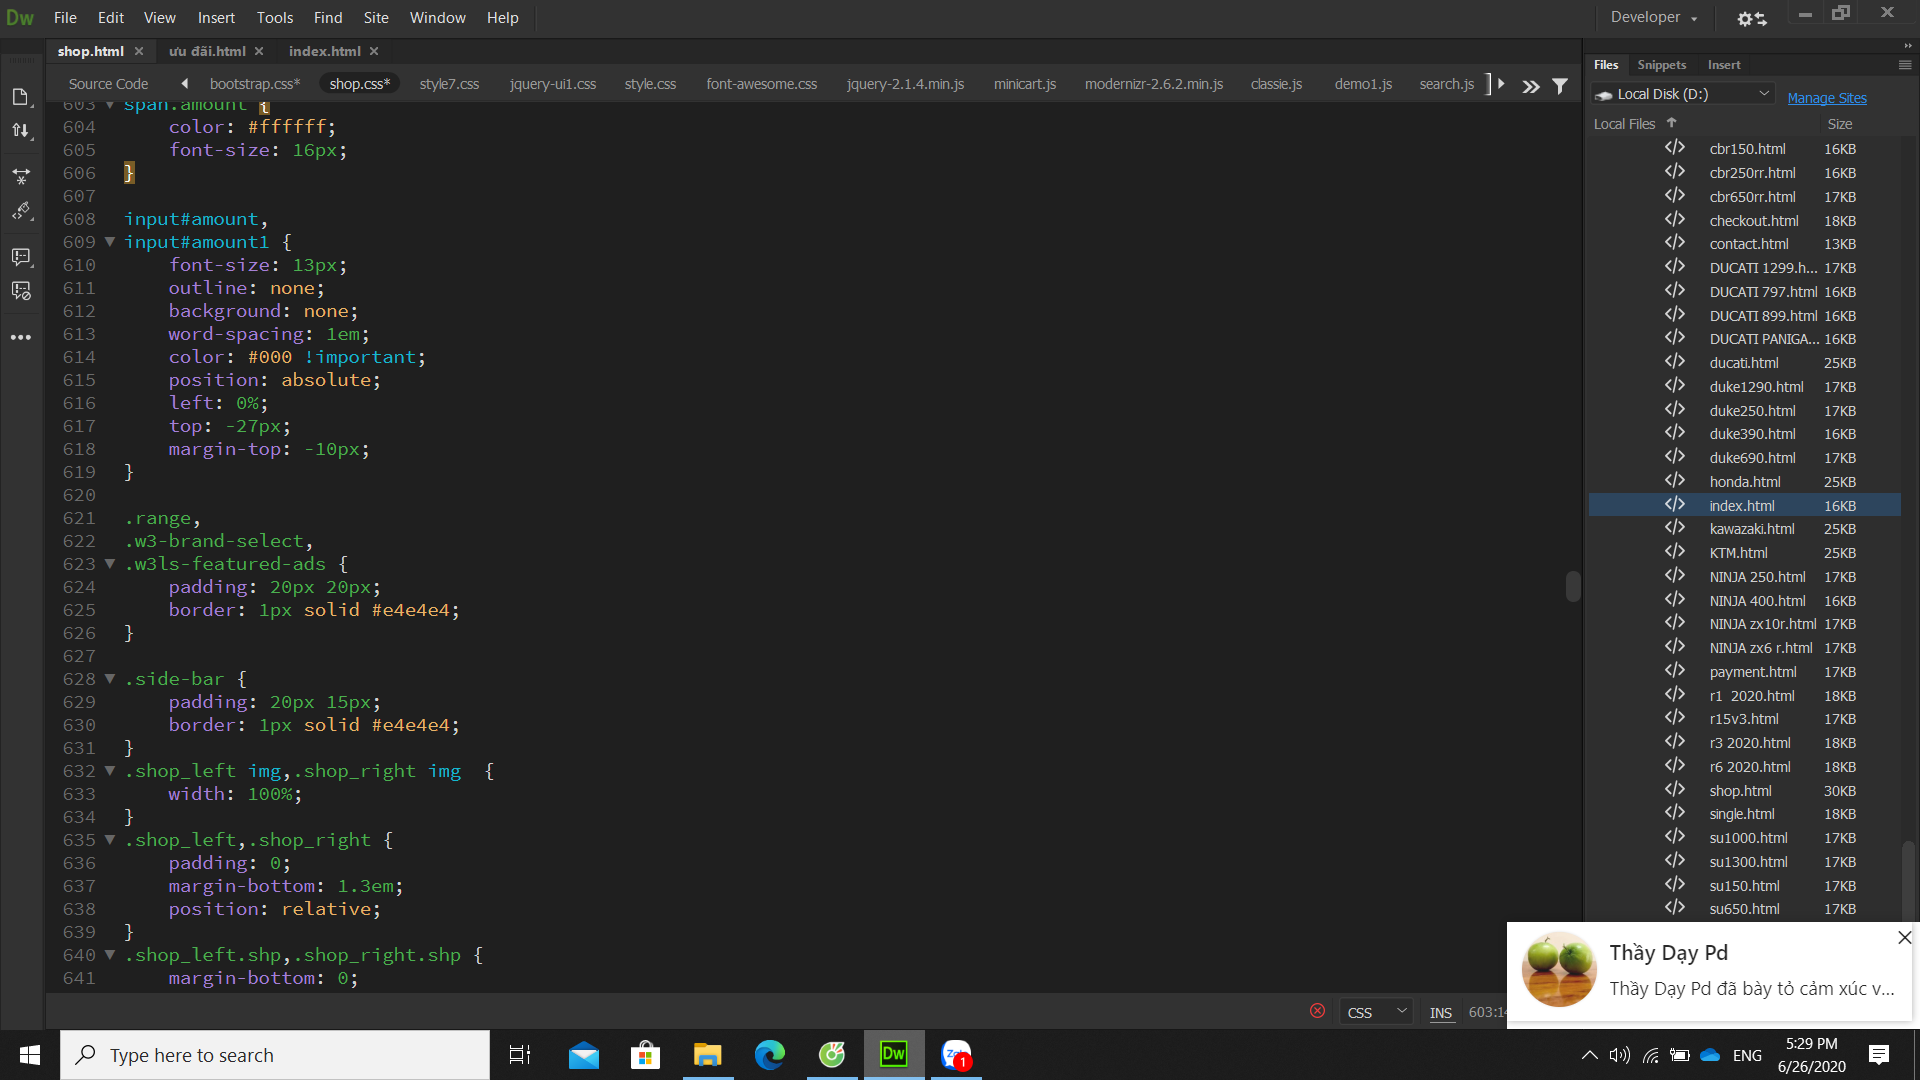 Dw File Edit View Insert Tools Find Site Window Help Developer
shop.html ưu đãi.html index.html
Source Code bootstrap.css* shop.css* style7.css jquery-ui1.css style.css font-awesome.css jquery-2.1.4.min.js minicart.js modernizr-2.6.2.min.js classie.js demo1.js search.js
603 span.amount {
604 color: #ffffff;
605 font-size: 16px;
606 }
607
608 input#amount,
609 input#amount1 {
610 font-size: 13px;
611 outline: none;
612 background: none;
613 word-spacing: 1em;
614 color: #000 !important;
615 position: absolute;
616 left: 0%;
617 top: -27px;
618 margin-top: -10px;
619 }
620
621 .range,
622 .w3-brand-select,
623 .w3ls-featured-ads {
624 padding: 20px 20px;
625 border: 1px solid #e4e4e4;
626 }
627
628 .side-bar {
629 padding: 20px 15px;
630 border: 1px solid #e4e4e4;
631 }
632 .shop_left img,.shop_right img {
633 width: 100%;
634 }
635 .shop_left,.shop_right {
636 padding: 0;
637 margin-bottom: 1.3em;
638 position: relative;
639 }
640 .shop_left.shp,.shop_right.shp {
641 margin-bottom: 0;
CSS INS 603:14
Files Snippets Insert
Local Disk (D:) Manage Sites
Local Files Size
cbr150.html 16KB
cbr250rr.html 16KB
cbr650rr.html 17KB
checkout.html 18KB
contact.html 13KB
DUCATI 1299.h... 17KB
DUCATI 797.html 16KB
DUCATI 899.html 16KB
DUCATI PANIGA... 16KB
ducati.html 25KB
duke1290.html 17KB
duke250.html 17KB
duke390.html 16KB
duke690.html 17KB
honda.html 25KB
index.html 16KB
kawazaki.html 25KB
KTM.html 25KB
NINJA 250.html 17KB
NINJA 400.html 16KB
NINJA zx10r.html 17KB
NINJA zx6 r.html 17KB
payment.html 17KB
r1 2020.html 18KB
r15v3.html 17KB
r3 2020.html 18KB
r6 2020.html 18KB
shop.html 30KB
single.html 18KB
su1000.html 17KB
su1300.html 17KB
su150.html 17KB
su650.html 17KB
Thầy Dạy Pd
Thầy Dạy Pd đã bày tỏ cảm xúc v...
Type here to search
Dw
1
ENG
5:29 PM
6/26/2020